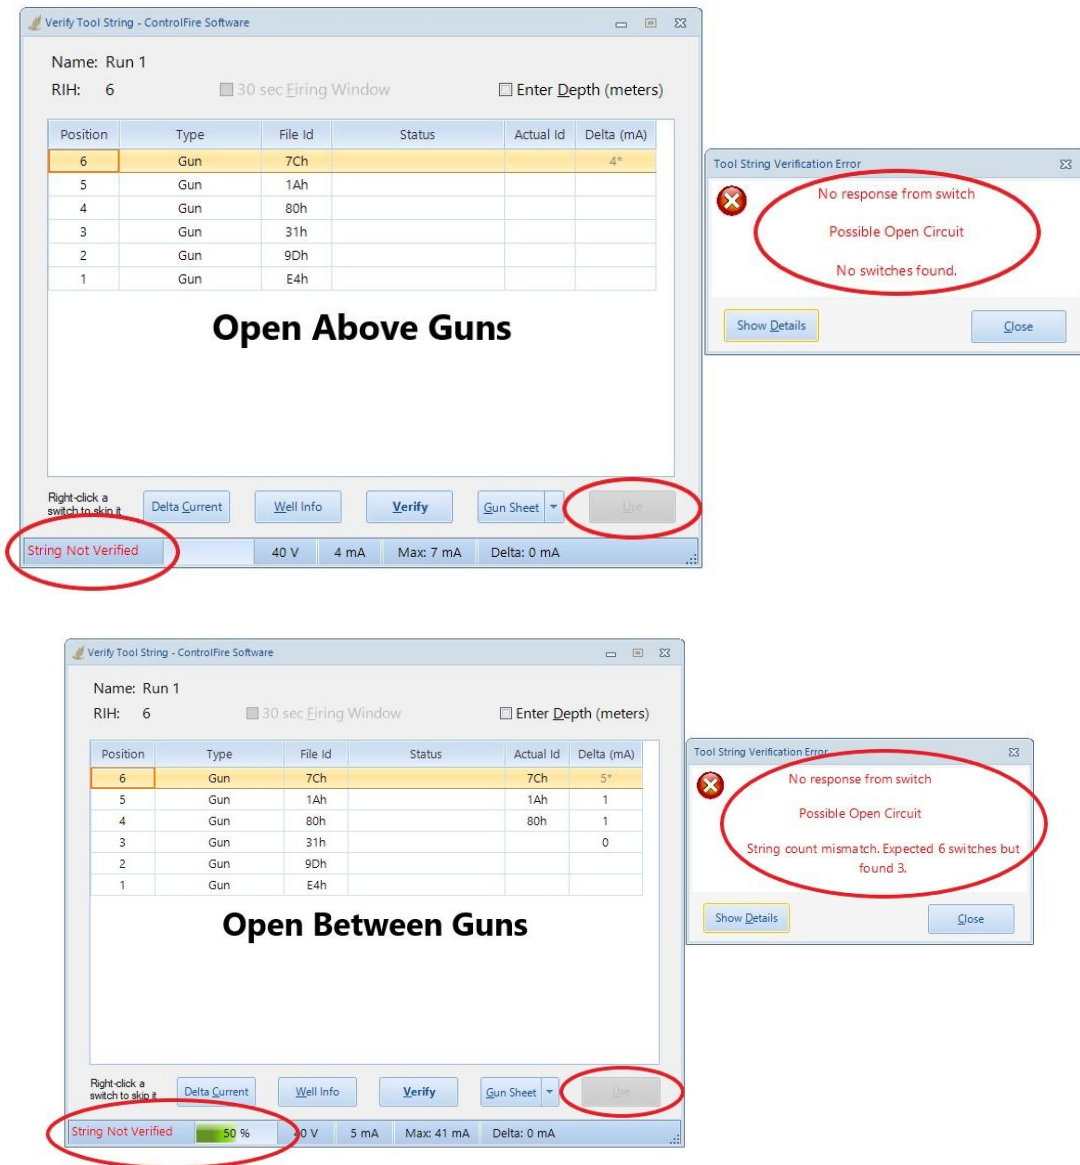 Verify Tool String - ControlFire Software
Name: Run 1
RIH: 6 30 sec Firing Window Enter Depth (meters)
Position Type File Id Status Actual Id Delta (mA)
6 Gun 7Ch 4*
5 Gun 1Ah
4 Gun 80h
3 Gun 31h
2 Gun 9Dh
1 Gun E4h
Open Above Guns
Right-click a
switch to skip it
Delta Current Well Info Verify Gun Sheet Use
String Not Verified 40 V 4 mA Max: 7 mA Delta: 0 mA
Tool String Verification Error
No response from switch
Possible Open Circuit
No switches found.
Show Details Close
Verify Tool String - ControlFire Software
Name: Run 1
RIH: 6 30 sec Firing Window Enter Depth (meters)
Position Type File Id Status Actual Id Delta (mA)
6 Gun 7Ch 7Ch 5*
5 Gun 1Ah 1Ah 1
4 Gun 80h 80h 1
3 Gun 31h 0
2 Gun 9Dh
1 Gun E4h
Open Between Guns
Right-click a
switch to skip it
Delta Current Well Info Verify Gun Sheet Use
String Not Verified 50 % 40 V 5 mA Max: 41 mA Delta: 0 mA
Tool String Verification Error
No response from switch
Possible Open Circuit
String count mismatch. Expected 6 switches but
found 3.
Show Details Close